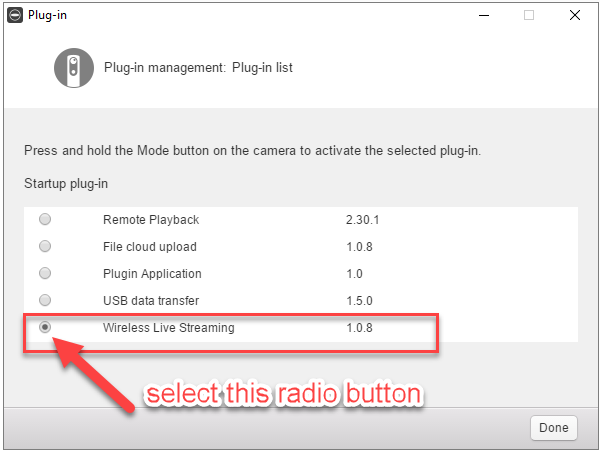 Plug-in
Plug-in management: Plug-in list
Press and hold the Mode button on the camera to activate the selected plug-in.
Startup plug-in
Remote Playback 2.30.1
File cloud upload 1.0.8
Plugin Application 1.0
USB data transfer 1.5.0
Wireless Live Streaming 1.0.8
select this radio button
Done